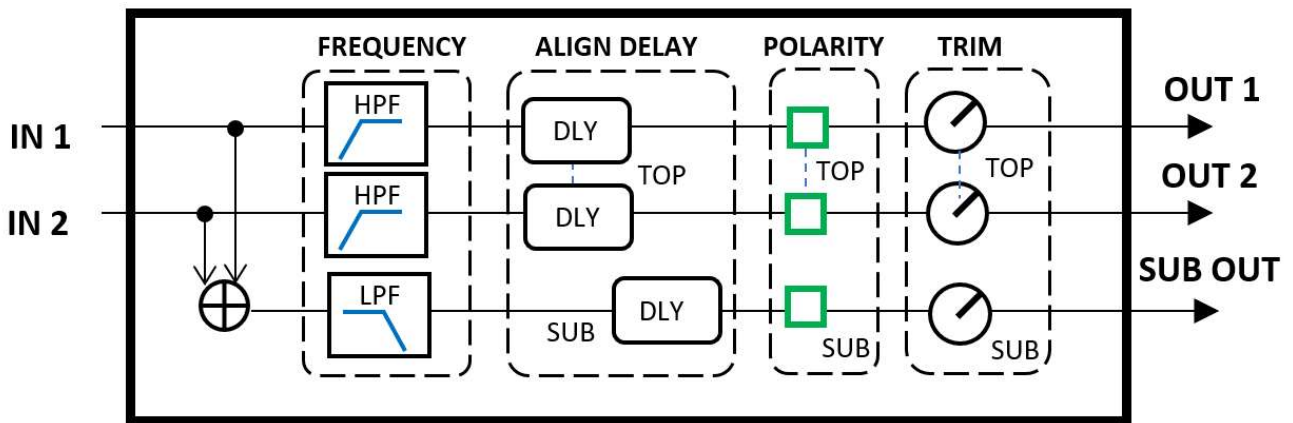 FREQUENCY ALIGN DELAY POLARITY TRIM
OUT 1
HPF
IN 1
DLY
TOP TOP TOP
OUT 2
HPF
IN 2
DLY
SUB OUT
LPF
SUB DLY
SUB SUB